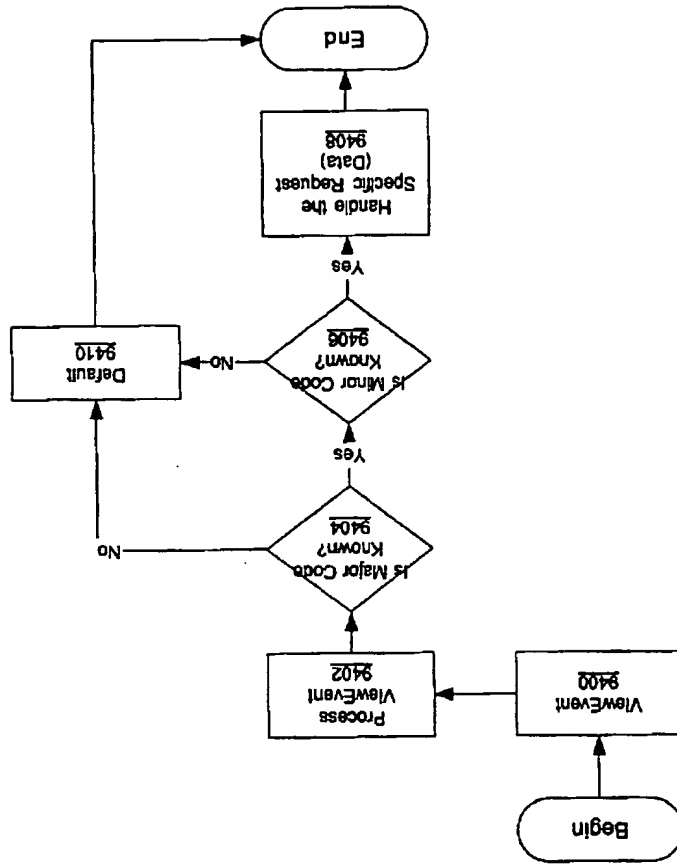 Begin
ViewEvent
9400
Process
ViewEvent
9402
Is Major Code
Known?
9404
No
Yes
Is Minor Code
Known?
9406
No
Yes
Default
9410
Handle the
Specific Request
(Data)
9408
End